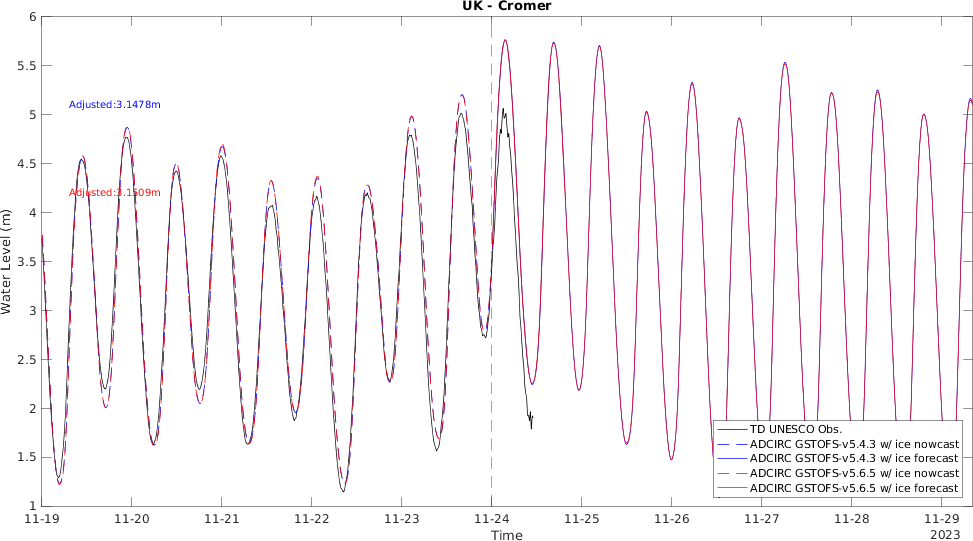 UK - Cromer
6
5.5
5
4.5
4
3.5
3
2.5
2
1.5
1
Water Level (m)
Adjusted:3.1478m
Adjusted:3.1509m
TD UNESCO Obs.
ADCIRC GSTOFS-v5.4.3 w/ ice nowcast
ADCIRC GSTOFS-v5.4.3 w/ ice forecast
ADCIRC GSTOFS-v5.6.5 w/ ice nowcast
ADCIRC GSTOFS-v5.6.5 w/ ice forecast
11-19 11-20 11-21 11-22 11-23 11-24 11-25 11-26 11-27 11-28 11-29
Time
2023